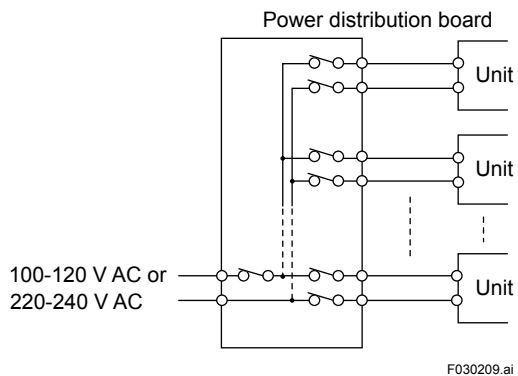 Power distribution board
Unit
Unit
100-120 V AC or
220-240 V AC
Unit
F030209.ai